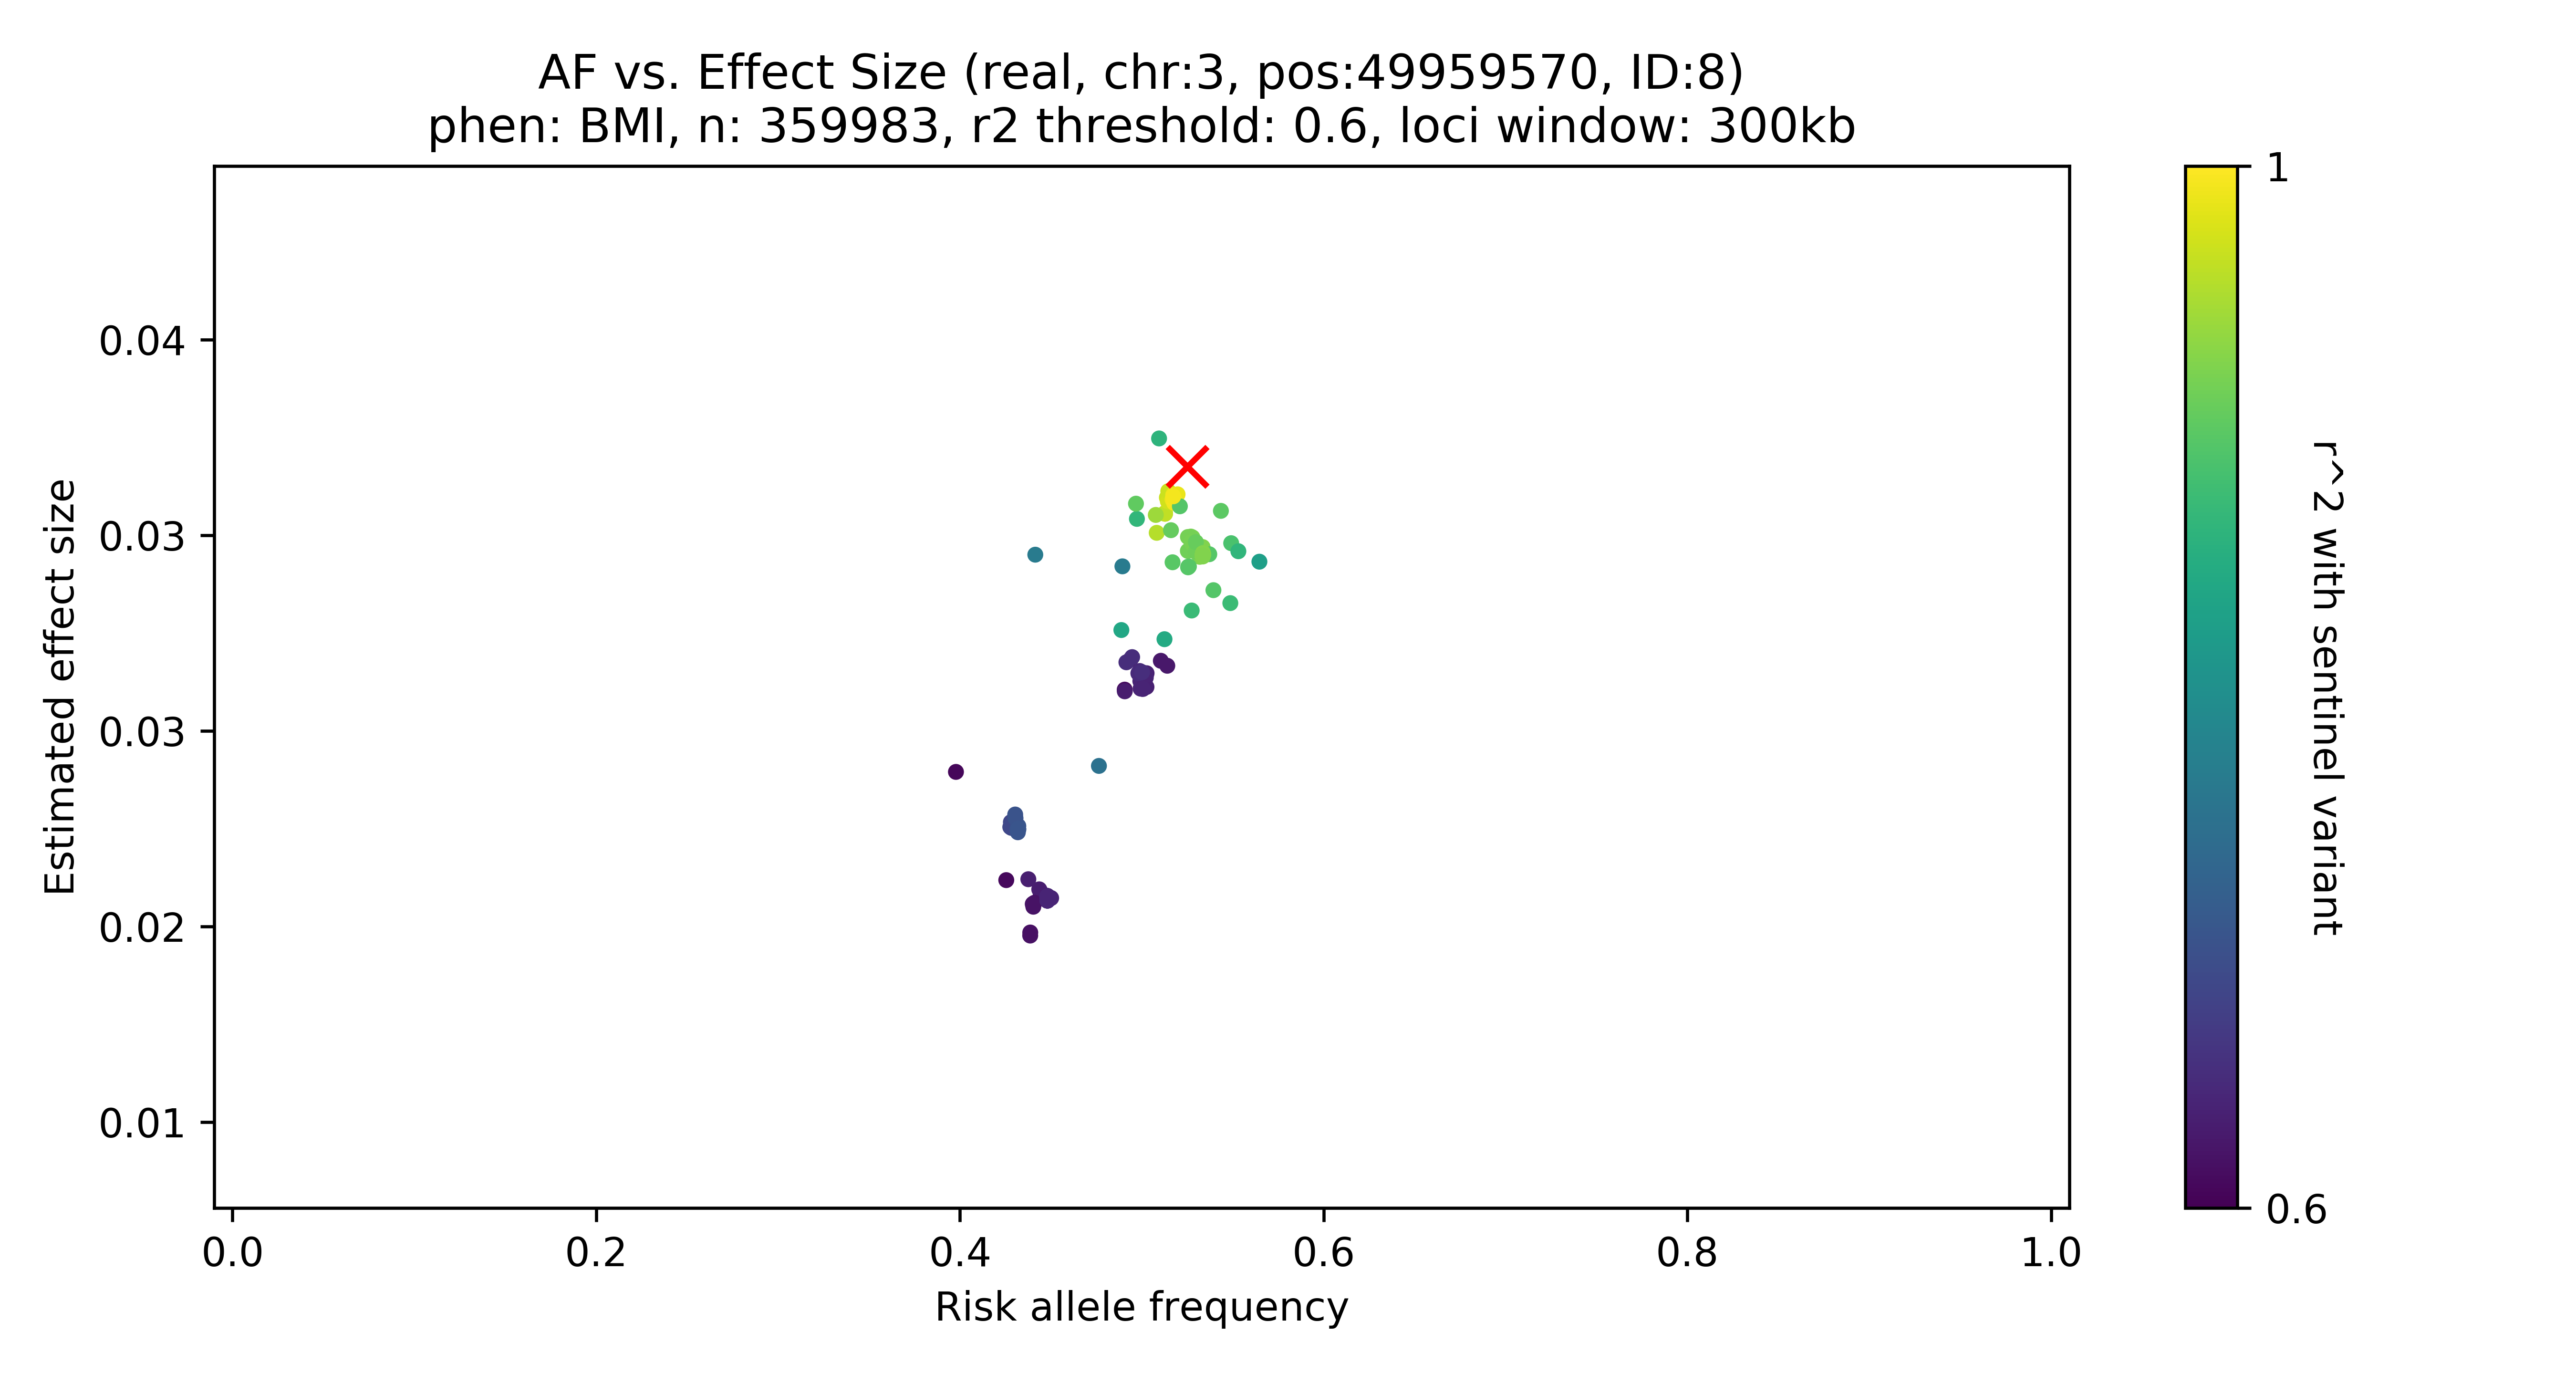 AF vs. Effect Size (real, chr:3, pos:49959570, ID:8)
phen: BMI, n: 359983, r2 threshold: 0.6, loci window: 300kb
Estimated effect size
0.04
0.03
0.03
0.02
0.01
0.0 0.2 0.4 0.6 0.8 1.0
Risk allele frequency
1
0.6
r^2 with sentinel variant